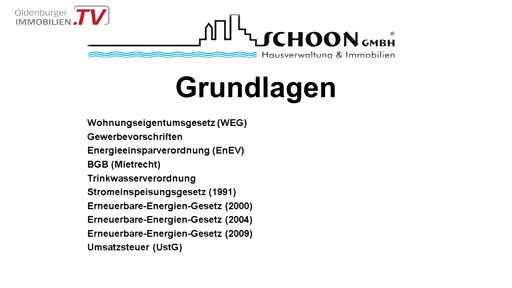 Oldenburger
IMMOBILIEN.TV
SCHOON GMBH®
Hausverwaltung & Immobilien
Grundlagen
Wohnungseigentumsgesetz (WEG)
Gewerbevorschriften
Energieeinsparverordnung (EnEV)
BGB (Mietrecht)
Trinkwasserverordnung
Stromeinspeisungsgesetz (1991)
Erneuerbare-Energien-Gesetz (2000)
Erneuerbare-Energien-Gesetz (2004)
Erneuerbare-Energien-Gesetz (2009)
Umsatzsteuer (UstG)